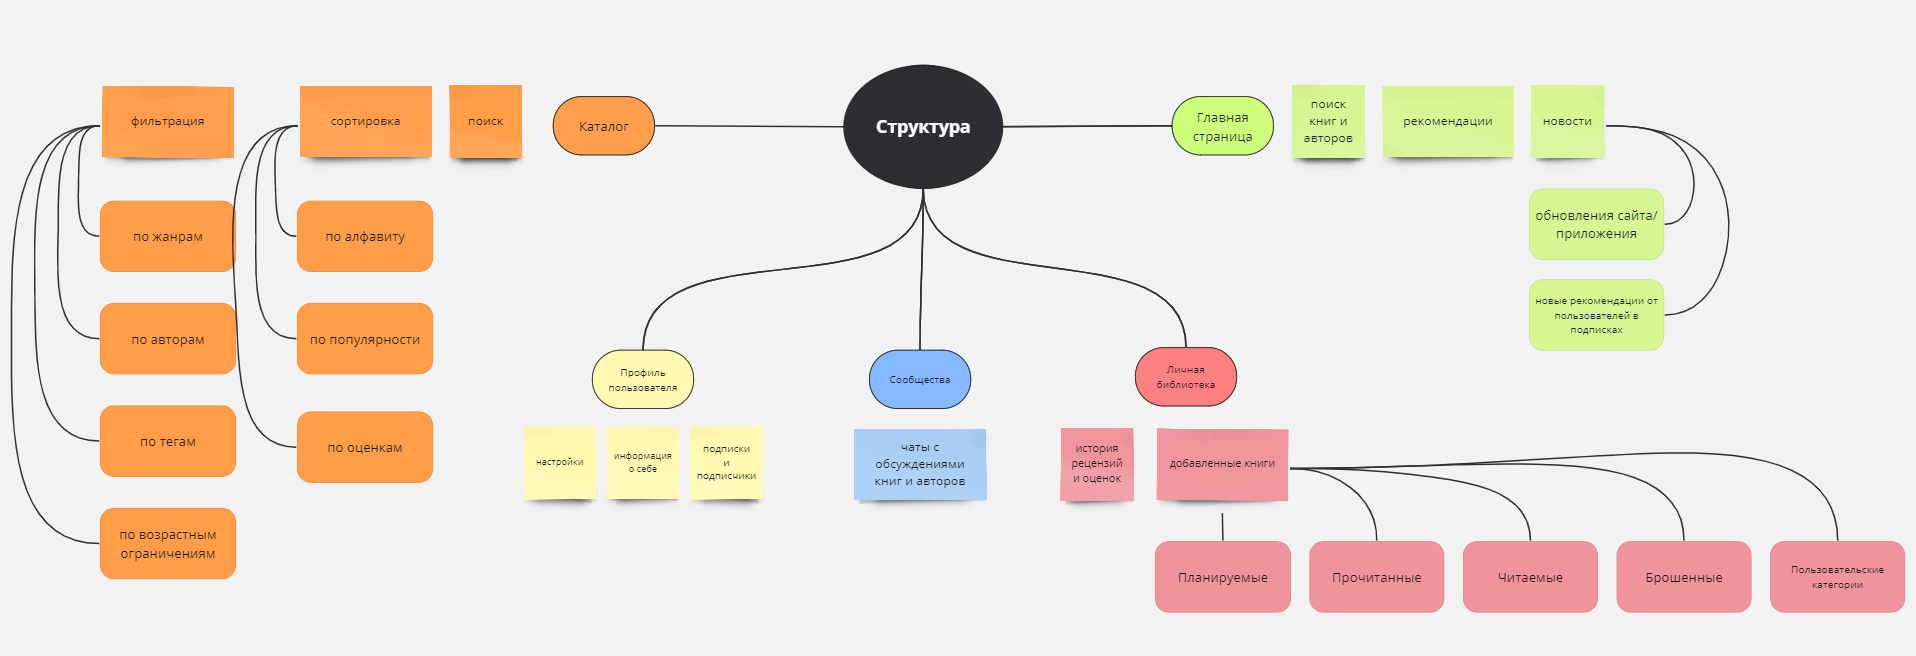 Структура
Каталог
поиск
сортировка
по алфавиту
по популярности
по оценкам
фильтрация
по жанрам
по авторам
по тегам
по возрастным
ограничениям
Главная
страница
поиск
книг и
авторов
рекомендации
новости
обновления сайта/
приложения
новые рекомендации от
пользователей в
подписках
Профиль
пользователя
настройки
информация
о себе
подписки
и
подписчики
Сообщества
чаты с
обсуждениями
книг и авторов
Личная
библиотека
история
рецензий
и оценок
добавленные книги
Планируемые
Прочитанные
Читаемые
Брошенные
Пользовательские
категории